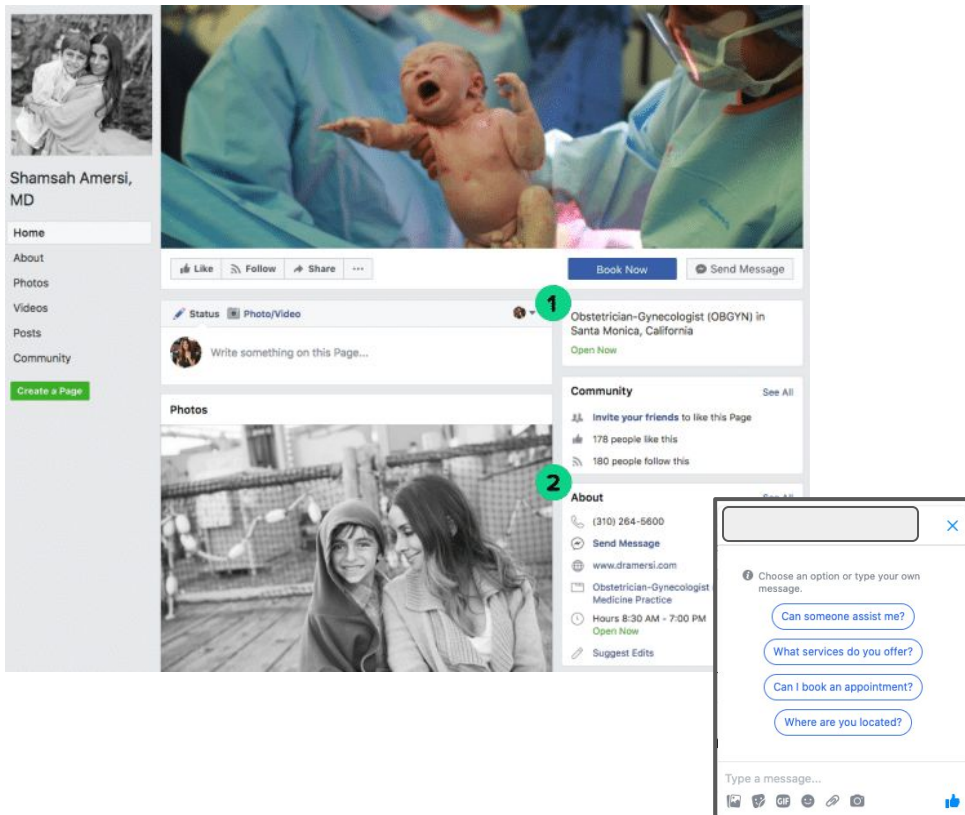 Shamsah Amersi,
MD
Home
About
Photos
Videos
Posts
Community
Create a Page
Like
Follow
Share
Book Now
Send Message
Status
Photo/Video
Write something on this Page...
Photos
1
Obstetrician-Gynecologist (OBGYN) in
Santa Monica, California
Open Now
Community
See All
Invite your friends to like this Page
178 people like this
180 people follow this
2
About
See All
(310) 264-5600
Send Message
www.dramersi.com
Obstetrician-Gynecologist
Medicine Practice
Hours 8:30 AM - 7:00 PM
Open Now
Suggest Edits
Choose an option or type your own
message.
Can someone assist me?
What services do you offer?
Can I book an appointment?
Where are you located?
Type a message...
GIF